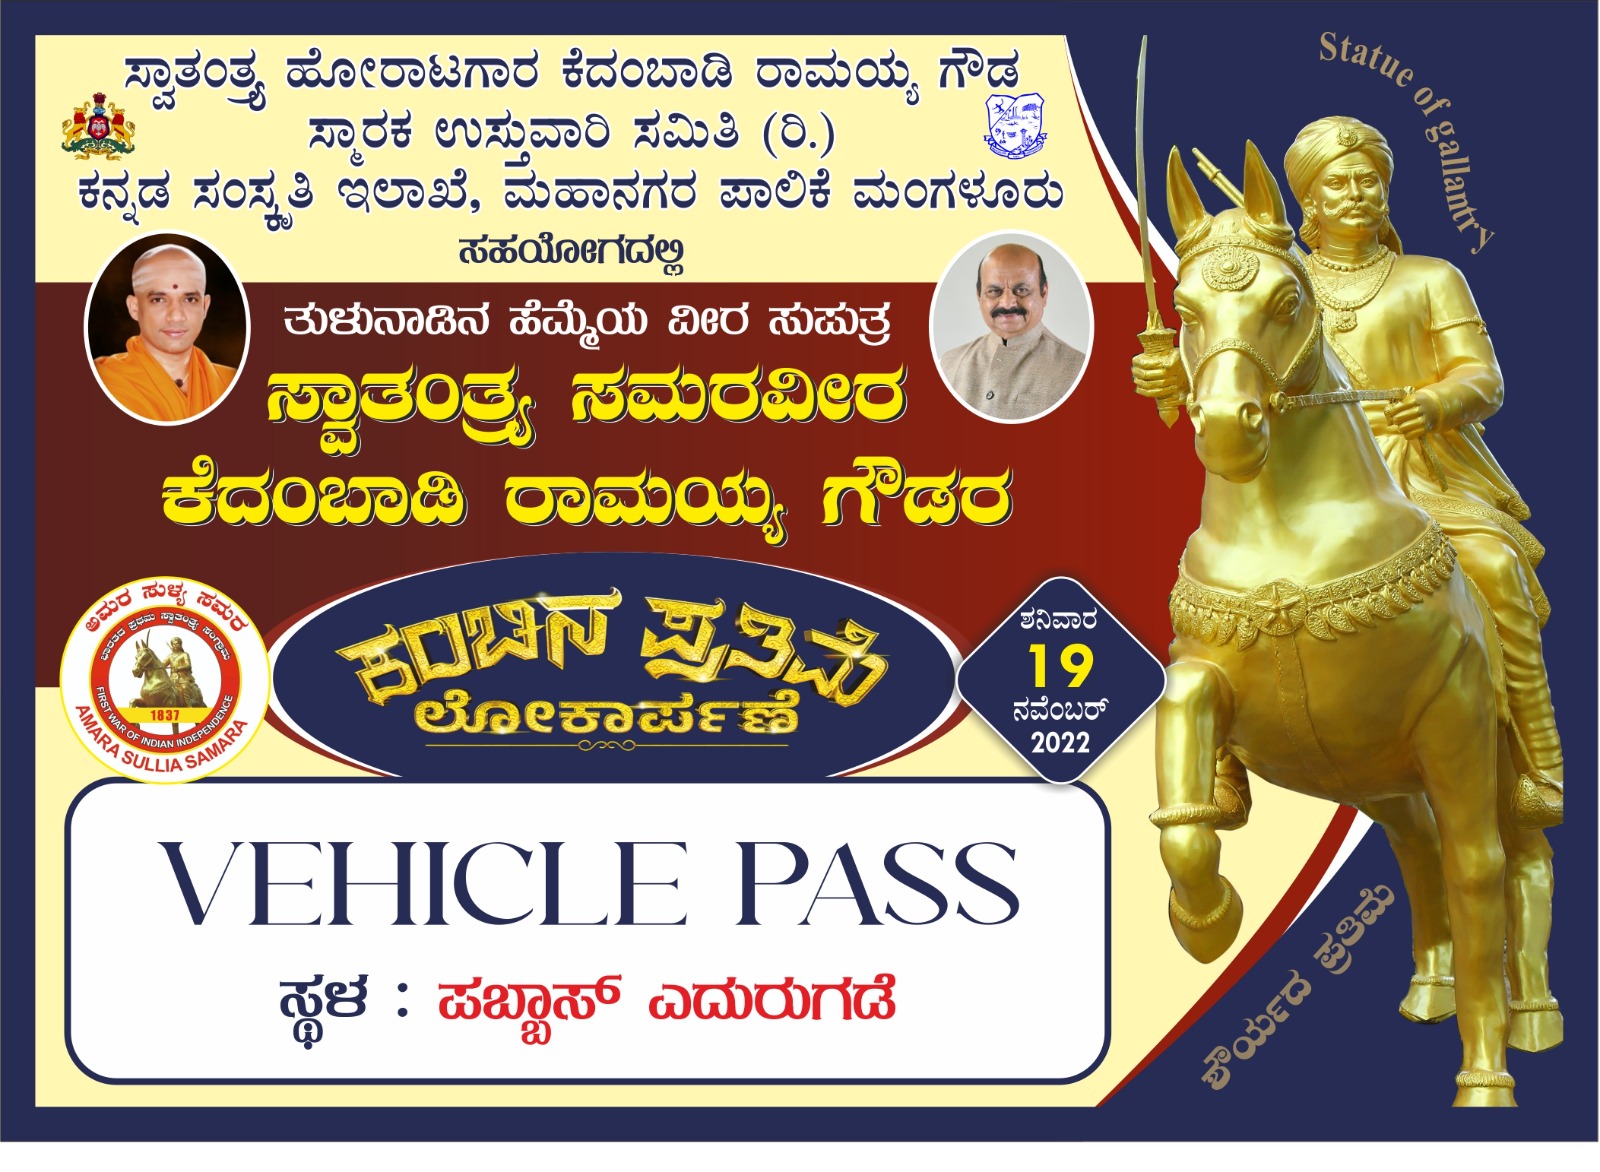 ಸ್ವಾತಂತ್ರ್ಯ ಹೋರಾಟಗಾರ ಕೆದಂಬಾಡಿ ರಾಮಯ್ಯ ಗೌಡ
ಸ್ಮಾರಕ ಉಸ್ತುವಾರಿ ಸಮಿತಿ (ರಿ.)
ಕನ್ನಡ ಸಂಸ್ಕೃತಿ ಇಲಾಖೆ, ಮಹಾನಗರ ಪಾಲಿಕೆ ಮಂಗಳೂರು
ಸಹಯೋಗದಲ್ಲಿ
Statue of gallantry
ತುಳುನಾಡಿನ ಹೆಮ್ಮೆಯ ವೀರ ಸುಪುತ್ರ
ಸ್ವಾತಂತ್ರ್ಯ ಸಮರವೀರ
ಕೆದಂಬಾಡಿ ರಾಮಯ್ಯ ಗೌಡರ
ಕಂಚಿನ ಪ್ರತಿಮೆ
ಲೋಕಾರ್ಪಣೆ
ಅಮರ ಸುಳ್ಯ ಸಮರ
ಭಾರತದ ಪ್ರಥಮ ಸ್ವಾತಂತ್ರ್ಯ ಸಂಗ್ರಾಮ
1837
FIRST WAR OF INDIAN INDEPENDENCE
AMARA SULLIA SAMARA
ಶನಿವಾರ
19
ನವೆಂಬರ್
2022
VEHICLE PASS
ಸ್ಥಳ : ಪಬ್ಬಾಸ್ ಎದುರುಗಡೆ
ಶೌರ್ಯದ ಪ್ರತಿಮೆ